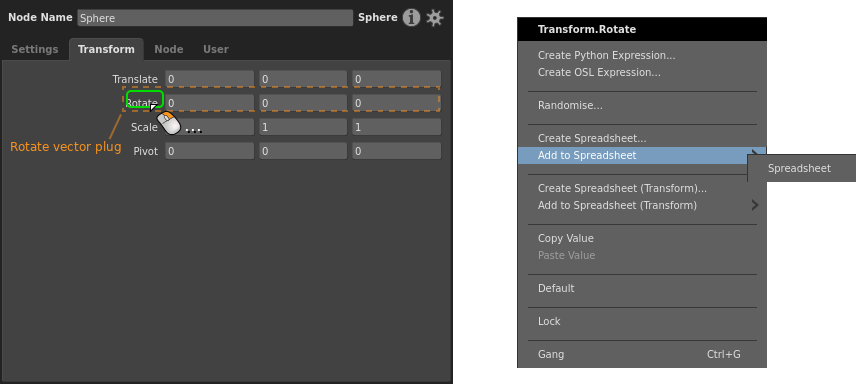 Node Name Sphere Sphere
Settings Transform Node User
Translate 0 0 0
Rotate 0 0 0
Scale ... 1 1
Rotate vector plug
Pivot 0 0 0
Transform.Rotate
Create Python Expression...
Create OSL Expression...
Randomise...
Create Spreadsheet...
Add to Spreadsheet
Spreadsheet
Create Spreadsheet (Transform)...
Add to Spreadsheet (Transform)
Copy Value
Paste Value
Default
Lock
Gang Ctrl+G